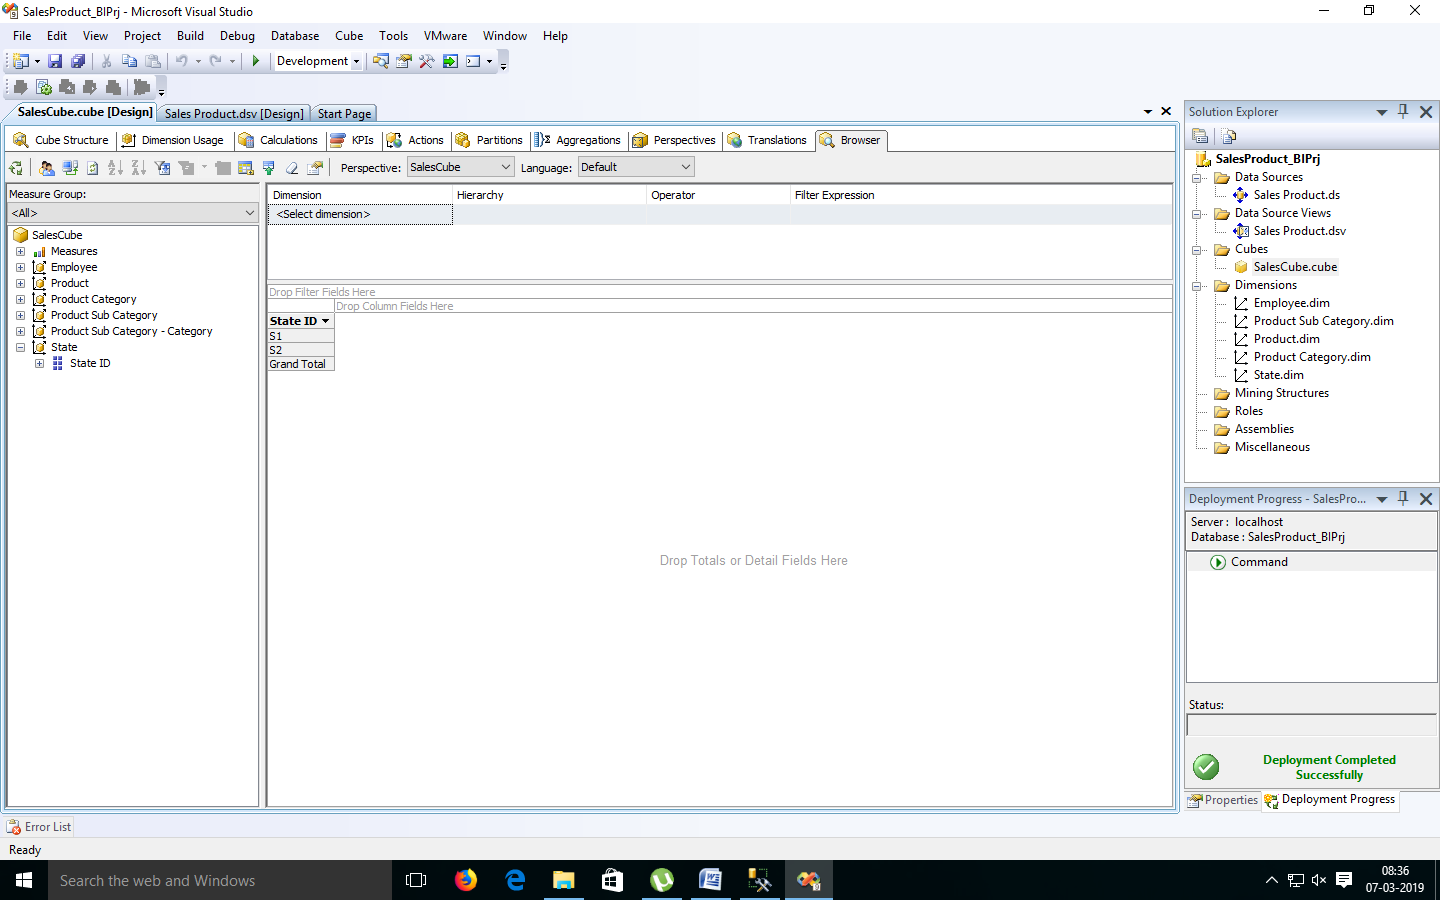 SalesProduct_BIPrj - Microsoft Visual Studio
File Edit View Project Build Debug Database Cube Tools VMware Window Help
Development
SalesCube.cube [Design] Sales Product.dsv [Design] Start Page
Cube Structure Dimension Usage Calculations KPIs Actions Partitions Aggregations Perspectives Translations Browser
Perspective: SalesCube Language: Default
Measure Group:
<All>
SalesCube
Measures
Employee
Product
Product Category
Product Sub Category
Product Sub Category - Category
State
State ID
Dimension Hierarchy Operator Filter Expression
<Select dimension>
Drop Filter Fields Here
Drop Column Fields Here
State ID
S1
S2
Grand Total
Drop Totals or Detail Fields Here
Solution Explorer
SalesProduct_BIPrj
Data Sources
Sales Product.ds
Data Source Views
Sales Product.dsv
Cubes
SalesCube.cube
Dimensions
Employee.dim
Product Sub Category.dim
Product.dim
Product Category.dim
State.dim
Mining Structures
Roles
Assemblies
Miscellaneous
Deployment Progress - SalesPro...
Server : localhost
Database : SalesProduct_BIPrj
Command
Status:
Deployment Completed
Successfully
Properties Deployment Progress
Error List
Ready
Search the web and Windows
08:36
07-03-2019